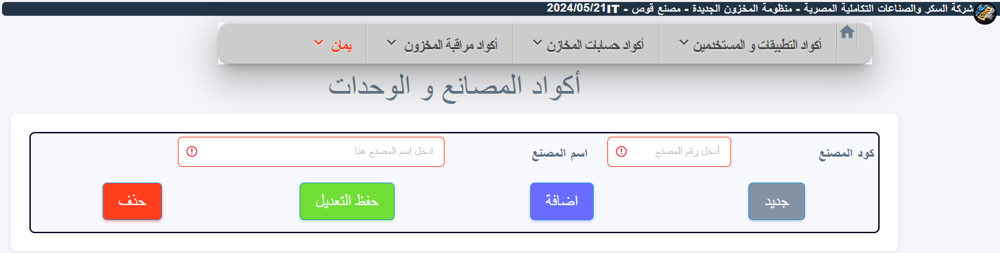 شركة السكر والصناعات التكاملية المصرية - منظومة المخزون الجديدة - مصنع قوص - IT 2024/05/21
أكواد التطبيقات و المستخدمين أكواد حسابات المخازن أكواد مراقبة المخزون يمان
أكواد المصانع و الوحدات
كود المصنع أدخل رقم المصنع اسم المصنع ادخل اسم المصنع هنا
جديد اضافة حفظ التعديل حذف